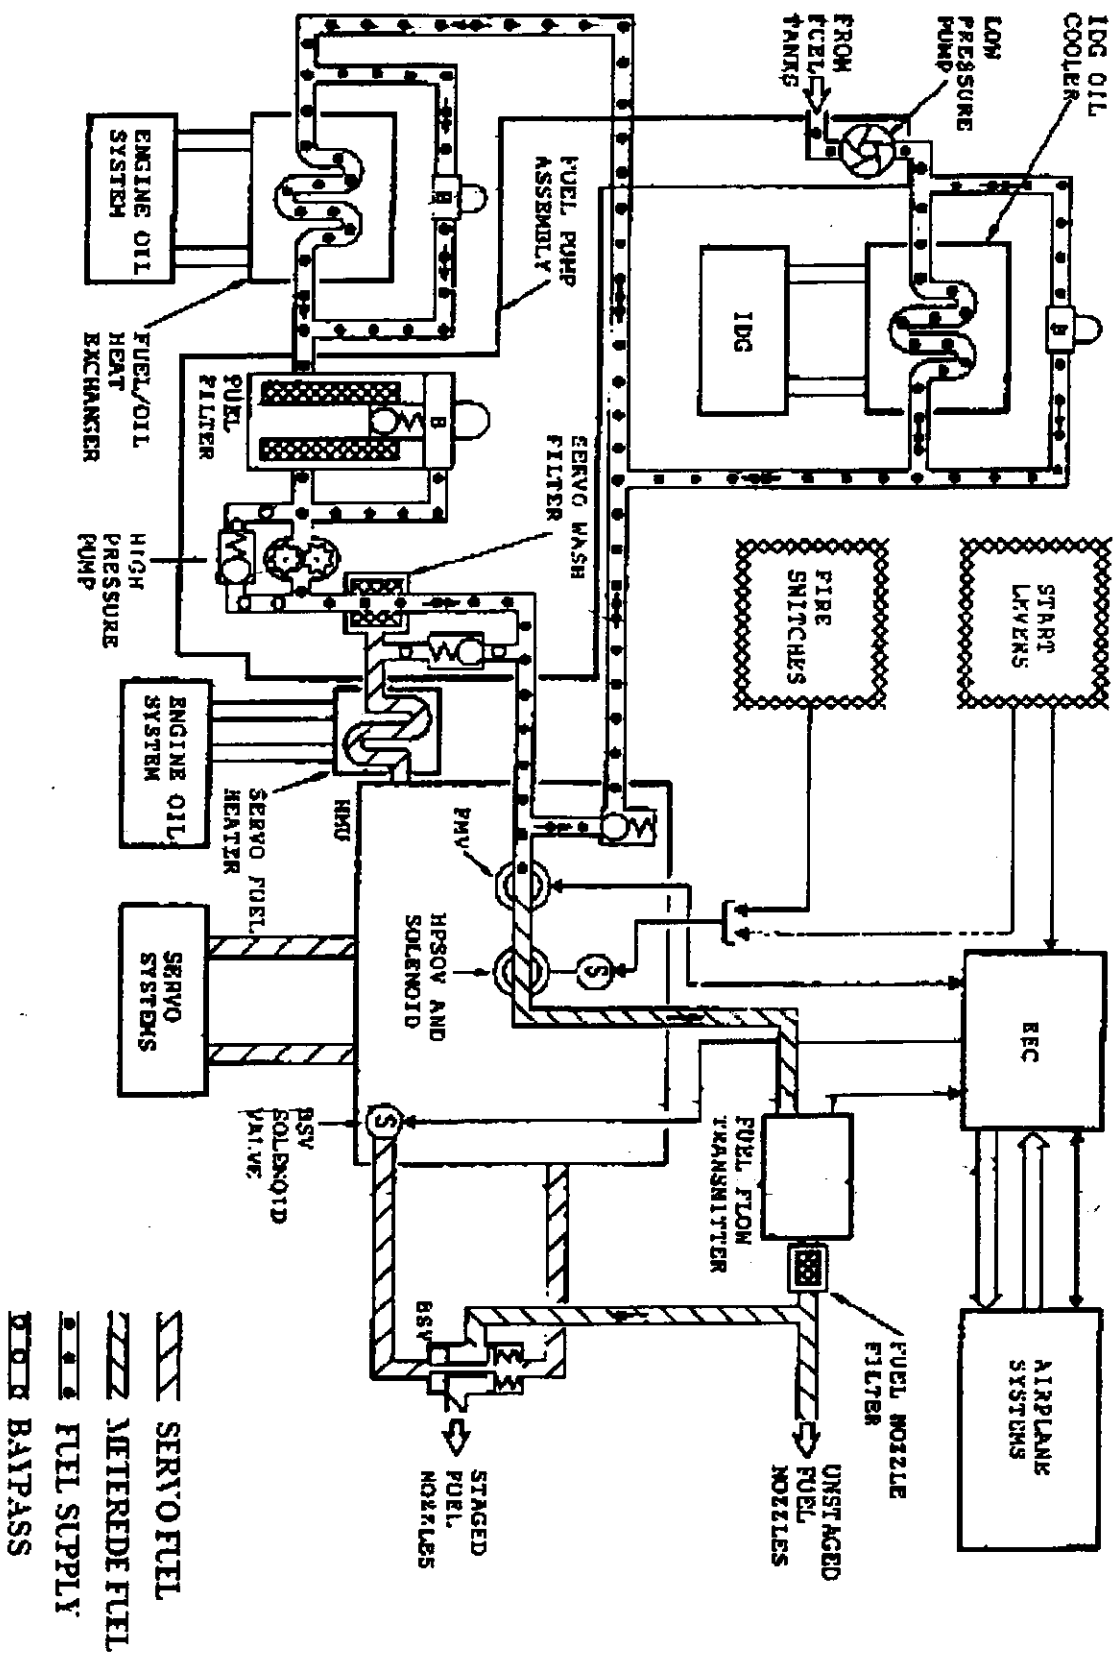 IDG OIL
COOLER
LOW
PRESSURE
PUMP
FROM
FUEL
TANKS
B
IDG
START
LEVERS
FIRE
SWITCHES
EEC
AIRPLANE
SYSTEMS
FUEL NOZZLE
FILTER
UNSTAGED
FUEL
NOZZLES
FUEL FLOW
TRANSMITTER
FUEL PUMP
ASSEMBLY
SERVO WASH
FILTER
B
B
ENGINE OIL
SYSTEM
FUEL/OIL
HEAT
EXCHANGER
FUEL
FILTER
HIGH
PRESSURE
PUMP
FMV
S
HPSOV AND
SOLENOID
HMU
SERVO FUEL
HEATER
ENGINE OIL
SYSTEM
SERVO
SYSTEMS
S
BSV
SOLENOID
VALVE
BSV
STAGED
FUEL
NOZZLES
SERVO FUEL
METEREDE FUEL
FUEL SUPPLY
BAYPASS